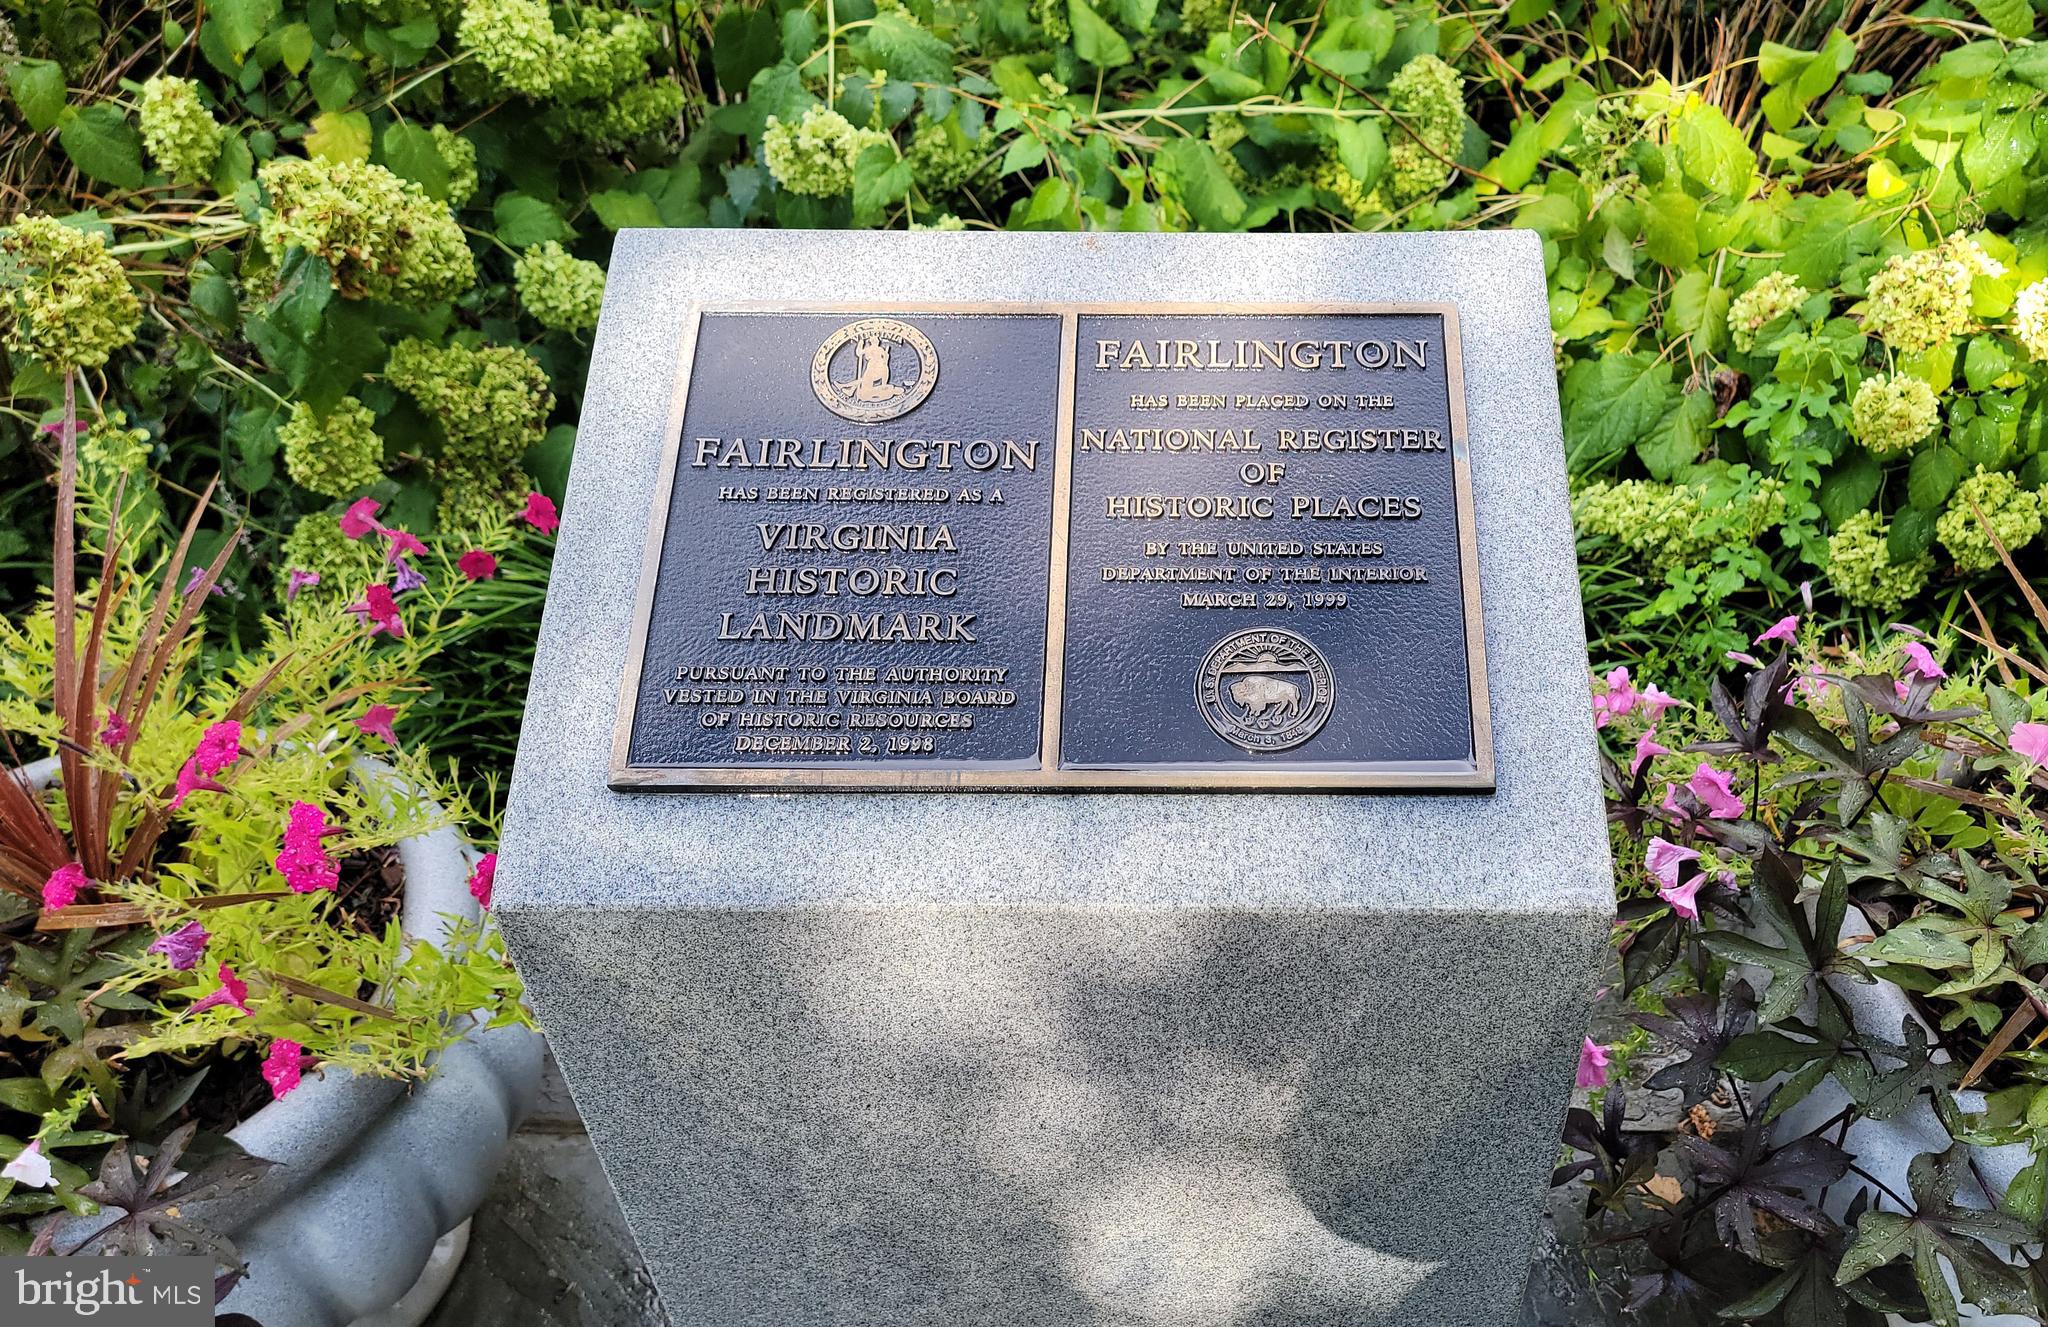 VIRGINIA
FAIRLINGTON
HAS BEEN REGISTERED AS A
VIRGINIA
HISTORIC
LANDMARK
PURSUANT TO THE AUTHORITY
VESTED IN THE VIRGINIA BOARD
OF HISTORIC RESOURCES
DECEMBER 2, 1998
FAIRLINGTON
HAS BEEN PLACED ON THE
NATIONAL REGISTER
OF
HISTORIC PLACES
BY THE UNITED STATES
DEPARTMENT OF THE INTERIOR
MARCH 29, 1999
U.S. DEPARTMENT OF THE INTERIOR
March 3, 1849
bright MLS